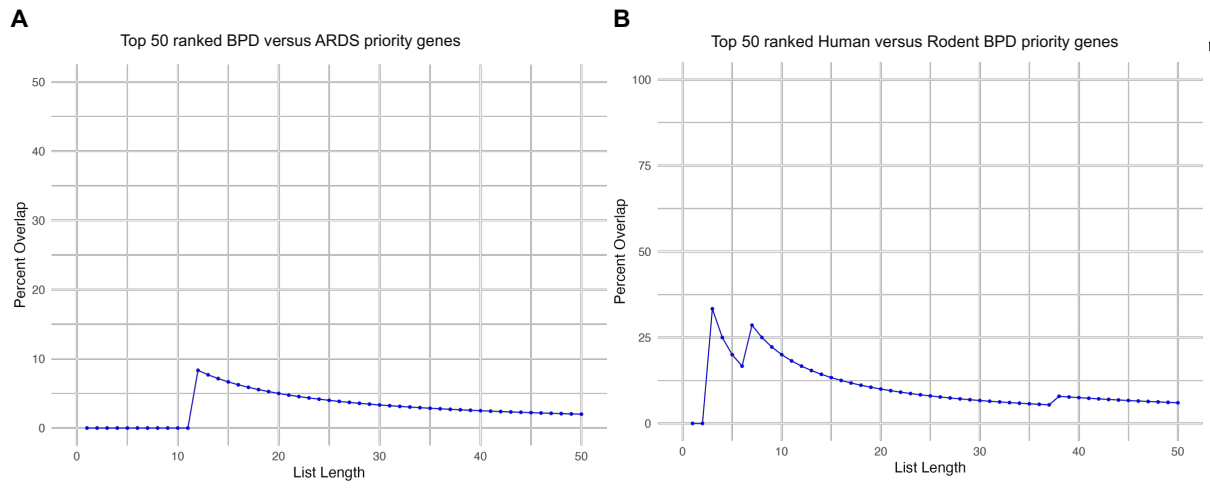 A
Top 50 ranked BPD versus ARDS priority genes
50
40
30
20
10
0
Percent Overlap
0 10 20 30 40 50
List Length
B
Top 50 ranked Human versus Rodent BPD priority genes
100
75
50
25
0
Percent Overlap
0 10 20 30 40 50
List Length